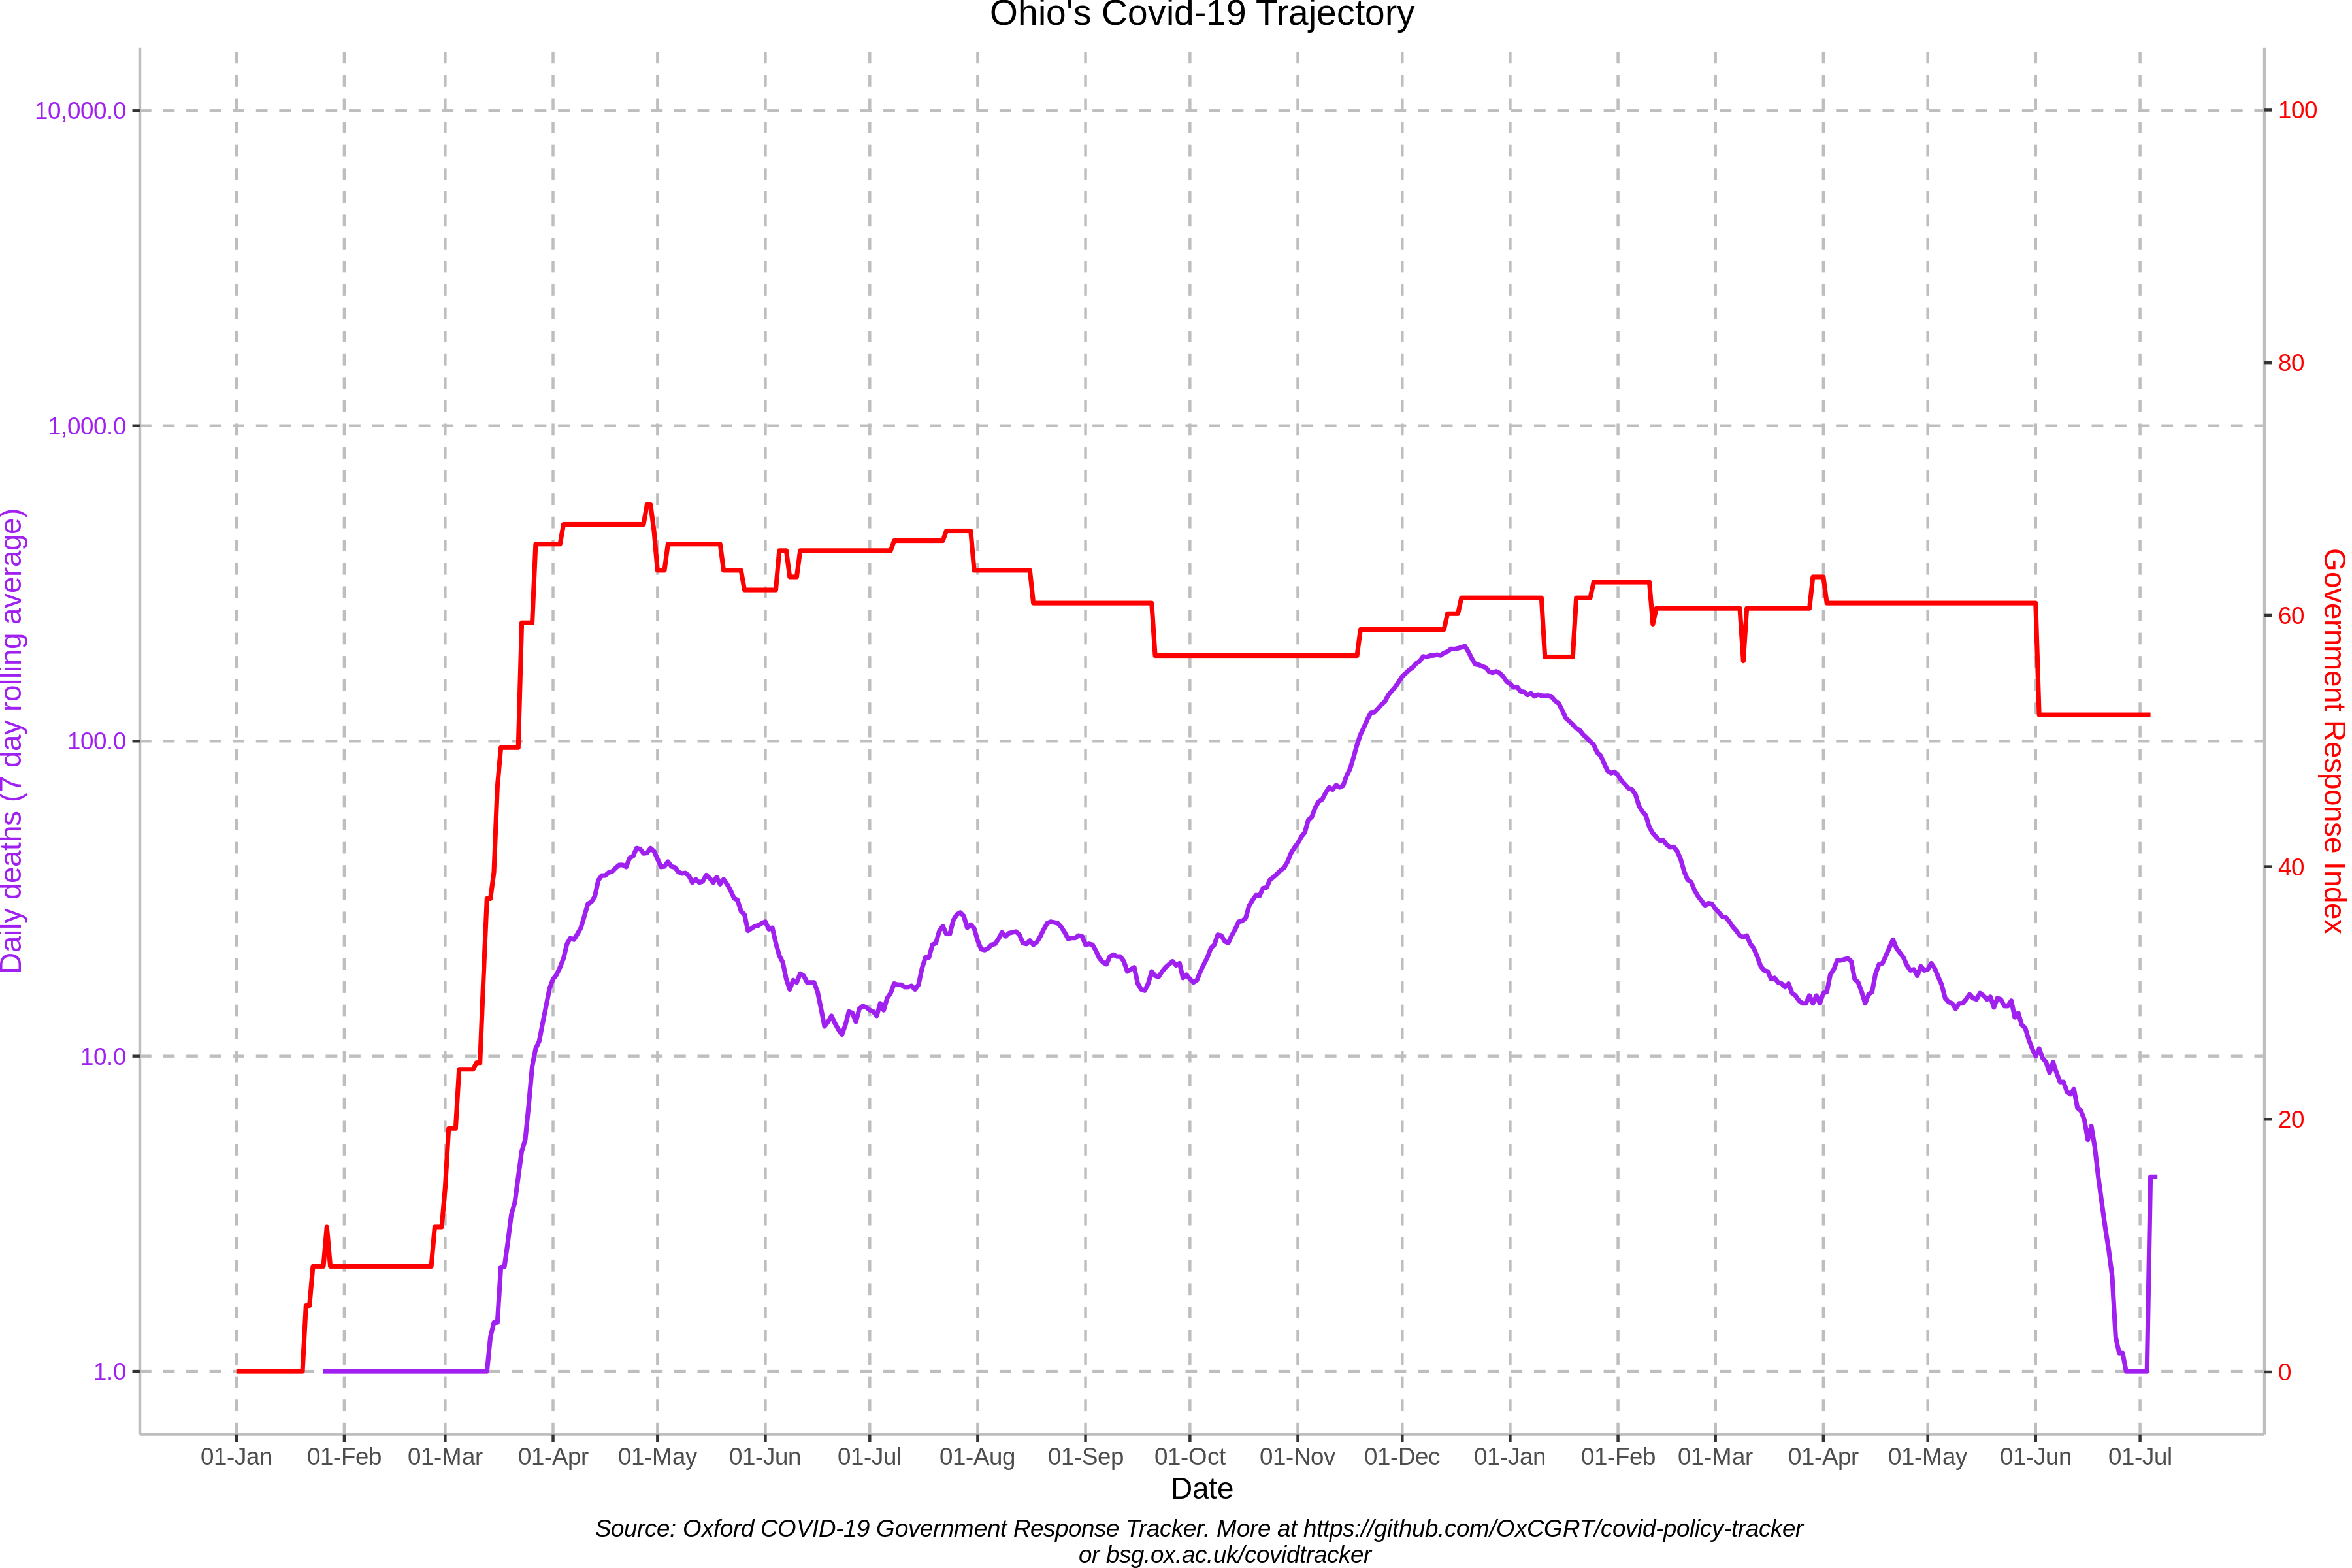 Ohio's Covid-19 Trajectory
10,000.0
1,000.0
100.0
10.0
1.0
Daily deaths (7 day rolling average)
100
80
60
40
20
0
Government Response Index
01-Jan
01-Feb
01-Mar
01-Apr
01-May
01-Jun
01-Jul
01-Aug
01-Sep
01-Oct
01-Nov
01-Dec
01-Jan
01-Feb
01-Mar
01-Apr
01-May
01-Jun
01-Jul
Date
Source: Oxford COVID-19 Government Response Tracker. More at https://github.com/OxCGRT/covid-policy-tracker
or bsg.ox.ac.uk/covidtracker